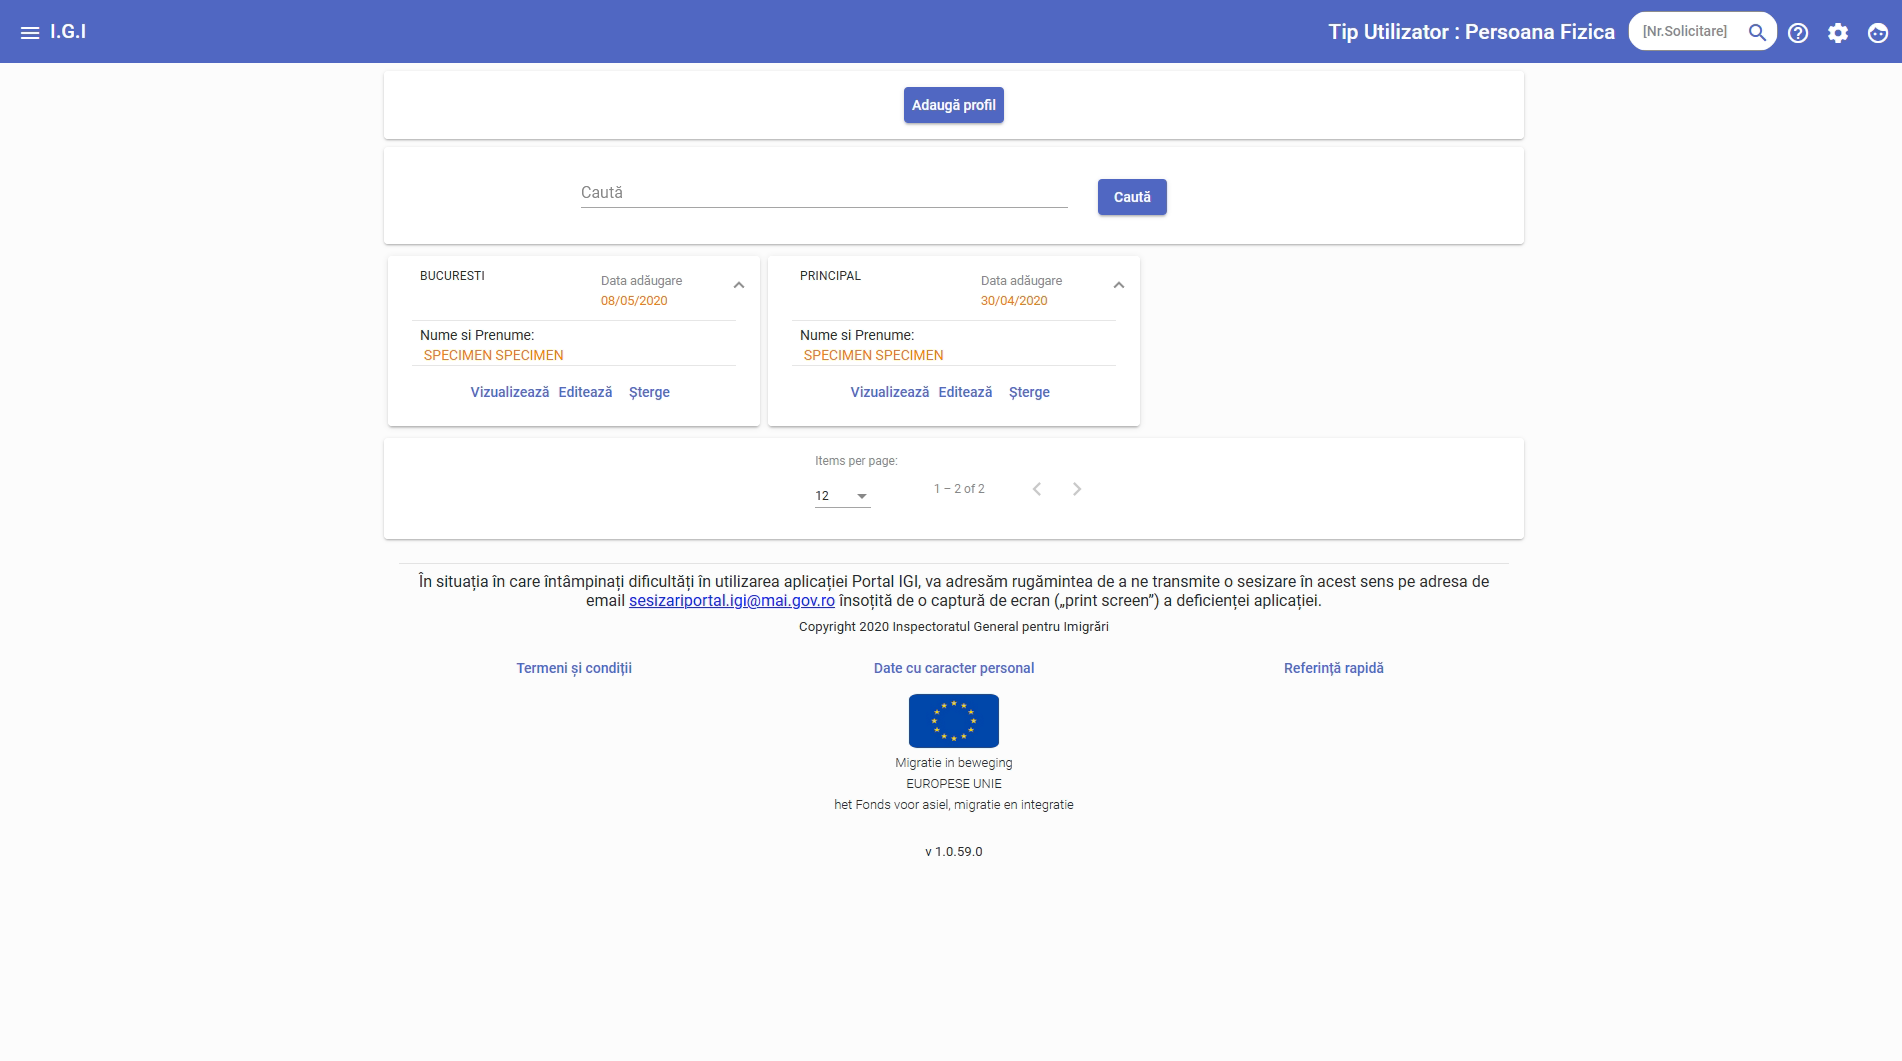 I.G.I
Tip Utilizator : Persoana Fizica
[Nr.Solicitare]
Adaugă profil
Caută
Caută
BUCURESTI
Data adăugare
08/05/2020
Nume si Prenume:
SPECIMEN SPECIMEN
Vizualizează Editează Șterge
PRINCIPAL
Data adăugare
30/04/2020
Nume si Prenume:
SPECIMEN SPECIMEN
Vizualizează Editează Șterge
Items per page:
12
1 – 2 of 2
În situația în care întâmpinați dificultăți în utilizarea aplicației Portal IGI, va adresăm rugămintea de a ne transmite o sesizare în acest sens pe adresa de
email sesizariportal.igi@mai.gov.ro însoțită de o captură de ecran („print screen”) a deficienței aplicației.
Copyright 2020 Inspectoratul General pentru Imigrări
Termeni și condiții
Date cu caracter personal
Referință rapidă
Migratie in beweging
EUROPESE UNIE
het Fonds voor asiel, migratie en integratie
v 1.0.59.0